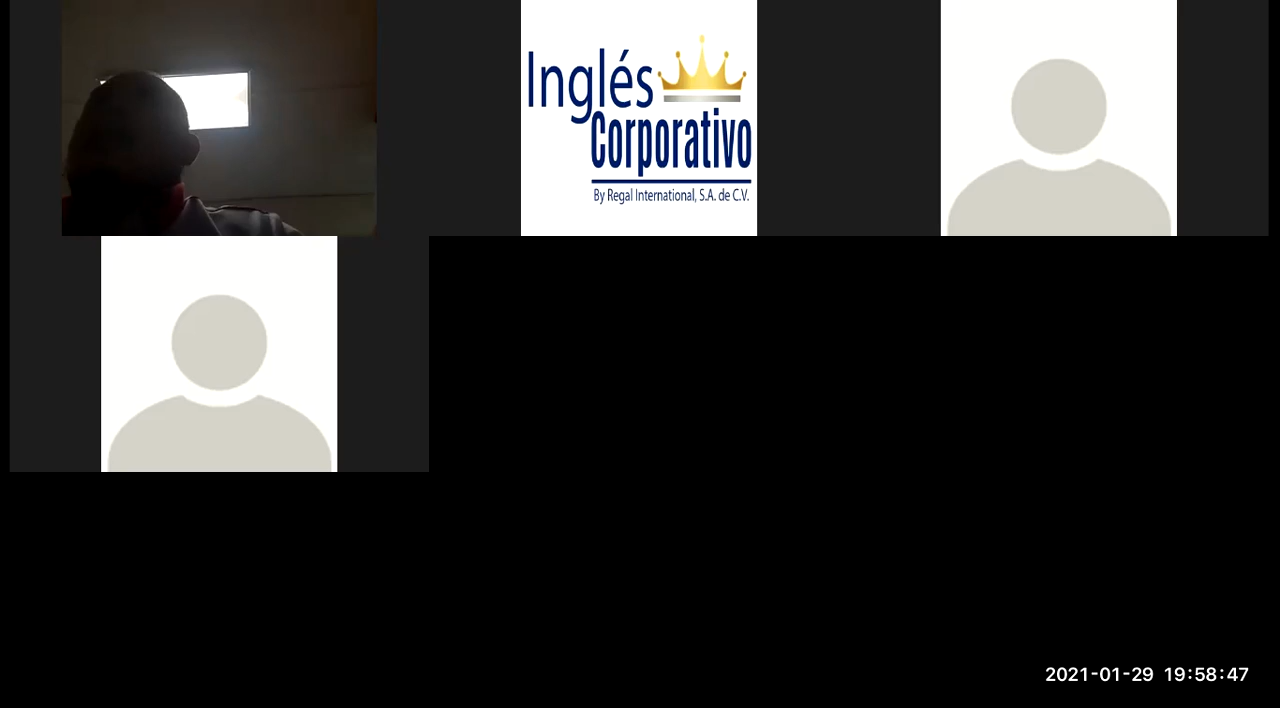 Inglés
Corporativo
By Regal International, S.A. de C.V.
2021-01-29 19:58:47